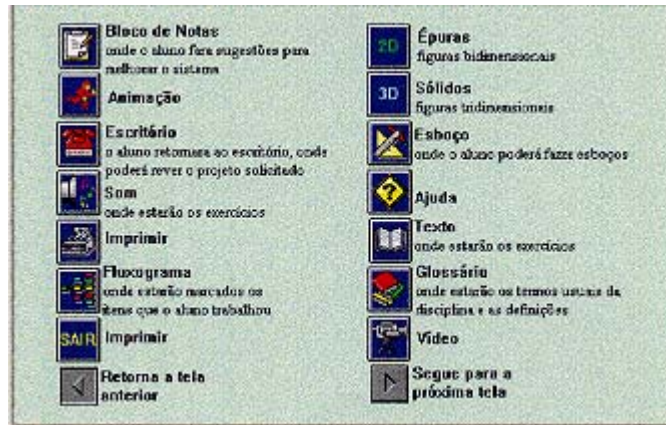 Bloco de Notas
onde o aluno fara sugestões para
melhorar o sistema
Animação
Escritório
o aluno retornara ao escritório, onde
poderá rever o projeto solicitado
Som
onde estarão os exercícios
Imprimir
Fluxograma
onde estarão marcados os
itens que o aluno trabalhou
SAIR Imprimir
Retorna a tela
anterior
2D Épuras
figuras bidimensionais
3D Sólidos
figuras tridimensionais
Esboço
onde o aluno poderá fazer esboços
Ajuda
Texto
onde estarão os exercícios
Glossário
onde estarão os termos usuais da
disciplina e as definições
Vídeo
Segue para a
próxima tela